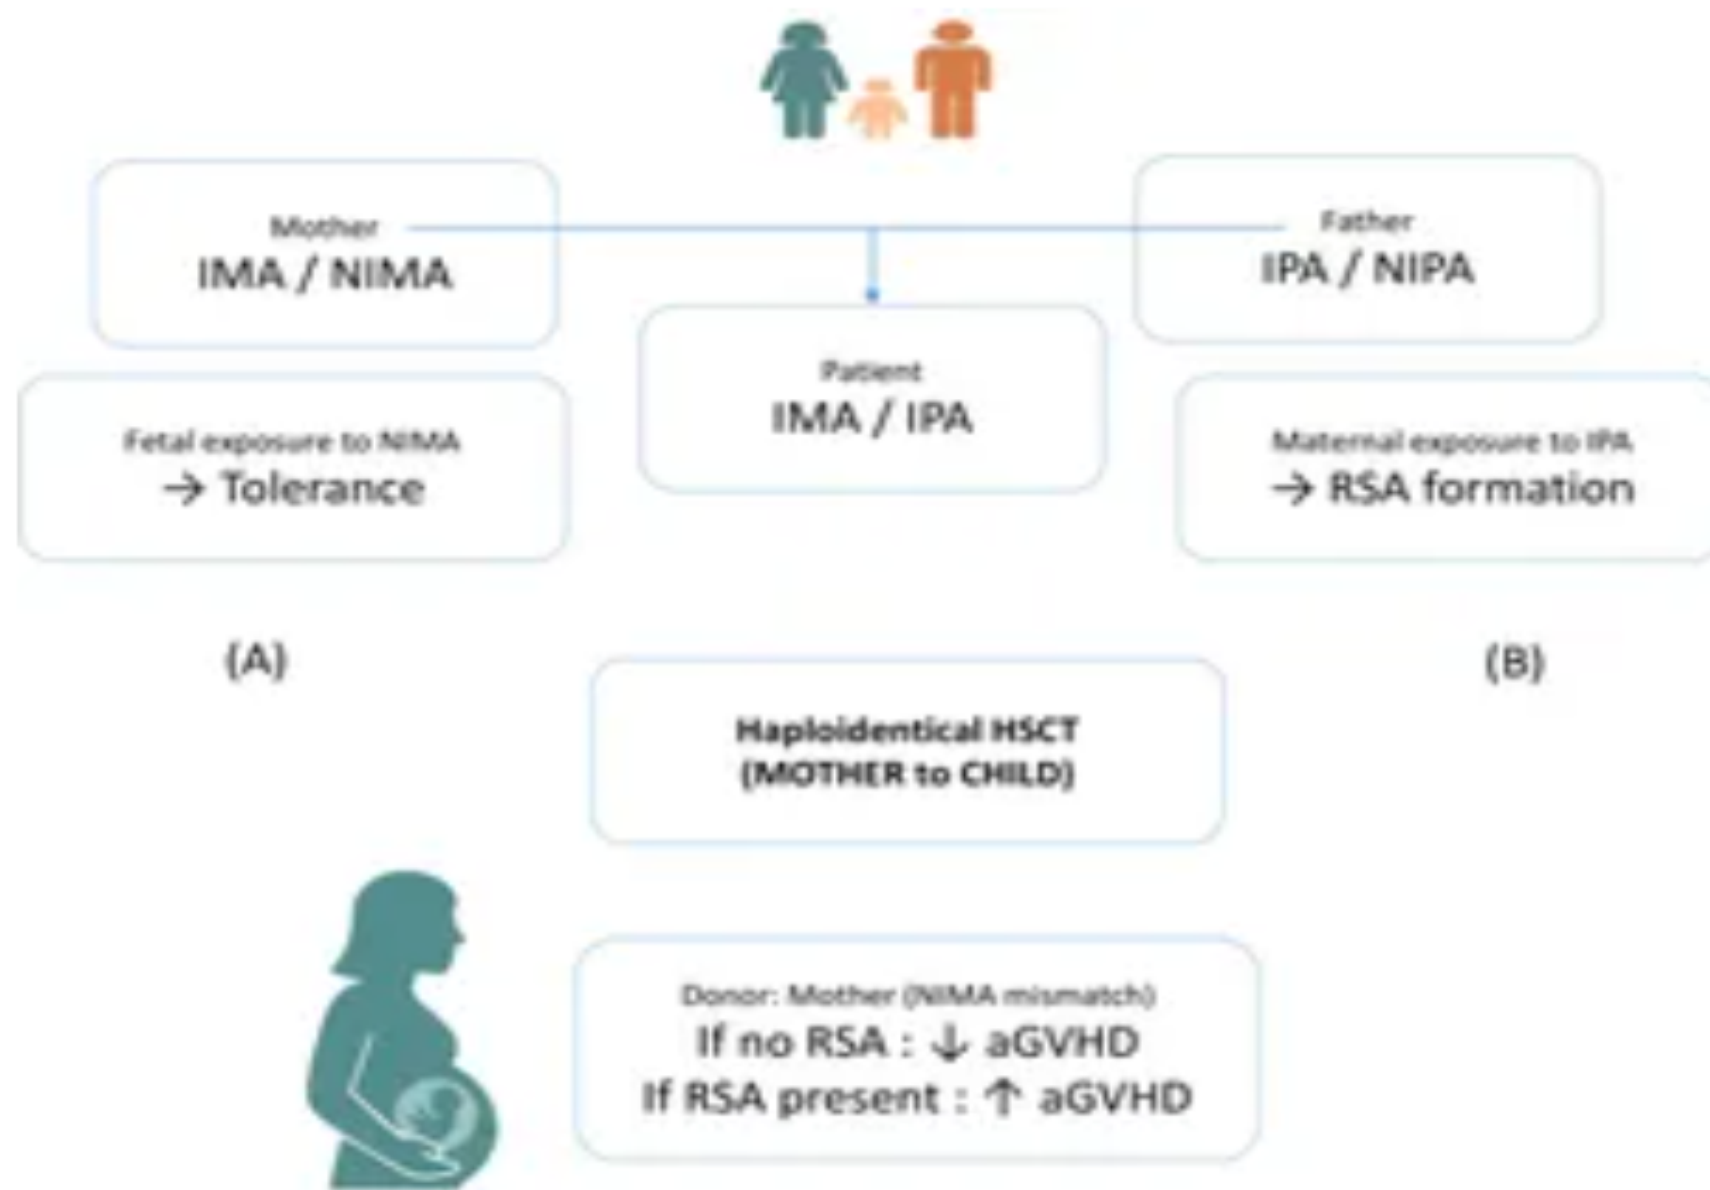 Mother
IMA / NIMA
Father
IPA / NIPA
Patient
IMA / IPA
Fetal exposure to NIMA
→ Tolerance
Maternal exposure to IPA
→ RSA formation
(A)
(B)
Haploidentical HSCT
(MOTHER to CHILD)
Donor: Mother (NIMA mismatch)
If no RSA : ↓ aGVHD
If RSA present : ↑ aGVHD